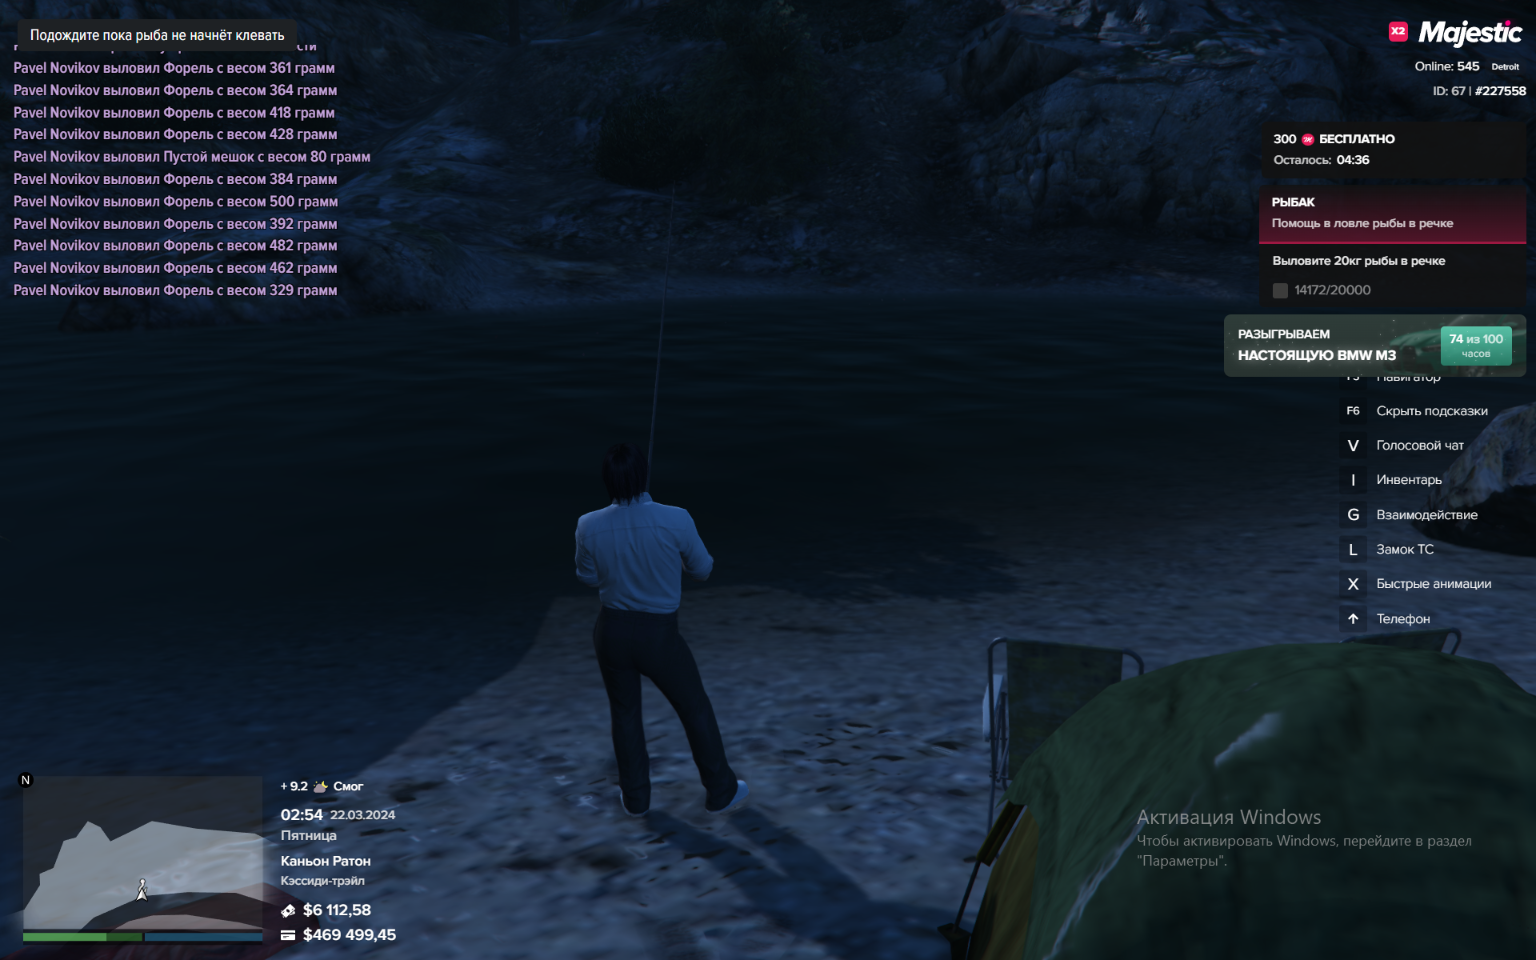 Подождите пока рыба не начнёт клевать
Pavel Novikov выловил Форель с весом 361 грамм
Pavel Novikov выловил Форель с весом 364 грамм
Pavel Novikov выловил Форель с весом 418 грамм
Pavel Novikov выловил Форель с весом 428 грамм
Pavel Novikov выловил Пустой мешок с весом 80 грамм
Pavel Novikov выловил Форель с весом 384 грамм
Pavel Novikov выловил Форель с весом 500 грамм
Pavel Novikov выловил Форель с весом 392 грамм
Pavel Novikov выловил Форель с весом 482 грамм
Pavel Novikov выловил Форель с весом 462 грамм
Pavel Novikov выловил Форель с весом 329 грамм
X2 Majestic
Online: 545 Detroit
ID: 67 | #227558
300 БЕСПЛАТНО
Осталось: 04:36
РЫБАК
Помощь в ловле рыбы в речке
Выловите 20кг рыбы в речке
14172/20000
РАЗЫГРЫВАЕМ
НАСТОЯЩУЮ BMW M3
74 из 100
часов
Навигатор
F6 Скрыть подсказки
V Голосовой чат
I Инвентарь
G Взаимодействие
L Замок ТС
X Быстрые анимации
Телефон
N
+ 9.2 Смог
02:54 22.03.2024
Пятница
Каньон Ратон
Кэссиди-трэйл
$6 112,58
$469 499,45
Активация Windows
Чтобы активировать Windows, перейдите в раздел
"Параметры".